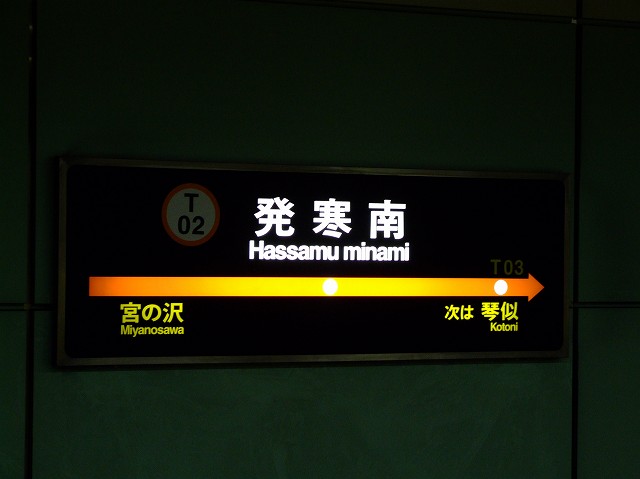 T
02
発寒南
Hassamu minami
T03
宮の沢
Miyanosawa
次は 琴似
Kotoni